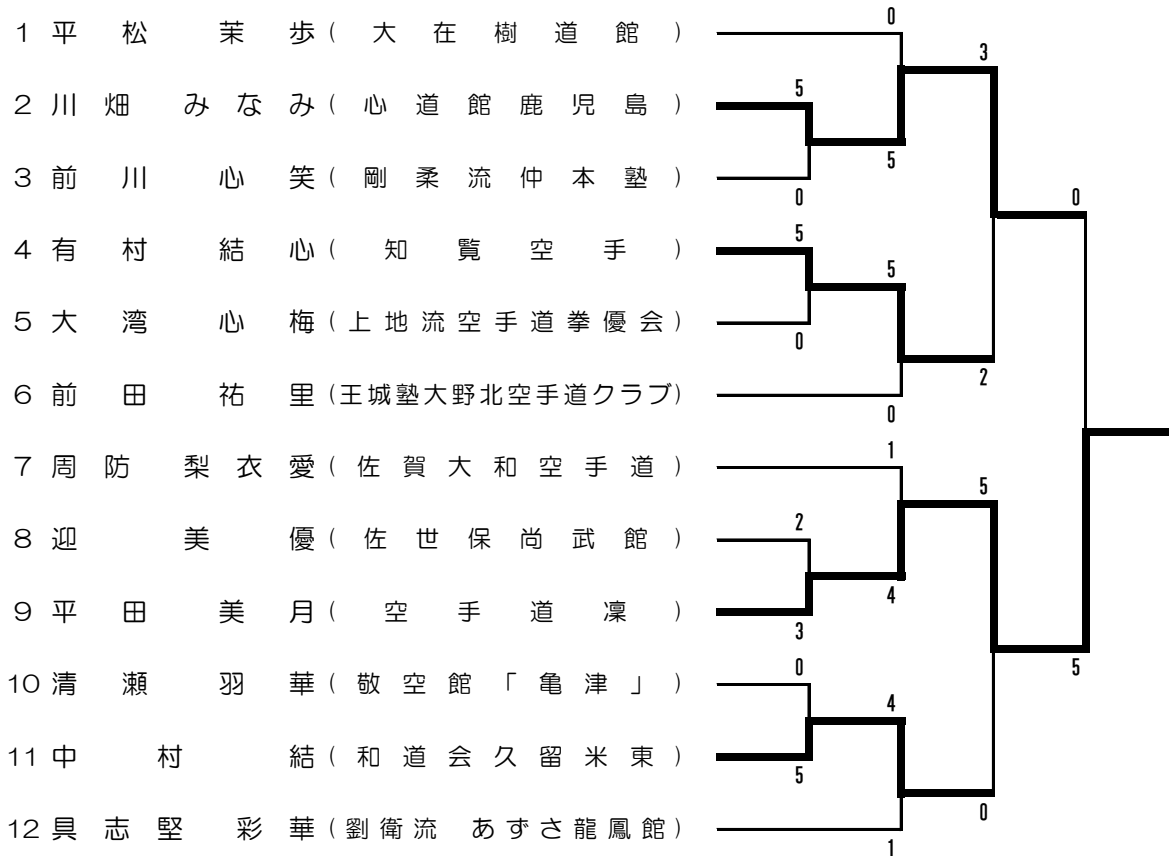 0
1 平松 茉歩 (大在樹道館)
3
5
2 川畑 みなみ (心道館鹿児島)
5
3 前川 心笑 (剛柔流仲本塾)
0
0
5
4 有村 結心 (知覧空手)
5
5 大湾 心梅 (上地流空手道拳優会)
0
2
6 前田 祐里 (王城塾大野北空手道クラブ)
0
1
7 周防 梨衣愛 (佐賀大和空手道)
5
2
8 迎 美優 (佐世保尚武館)
4
9 平田 美月 (空手道凜)
3
0
5
10 清瀬 羽華 (敬空館「亀津」)
4
11 中村 結 (和道会久留米東)
5
0
12 具志堅 彩華 (劉衛流 あずさ龍鳳館)
1